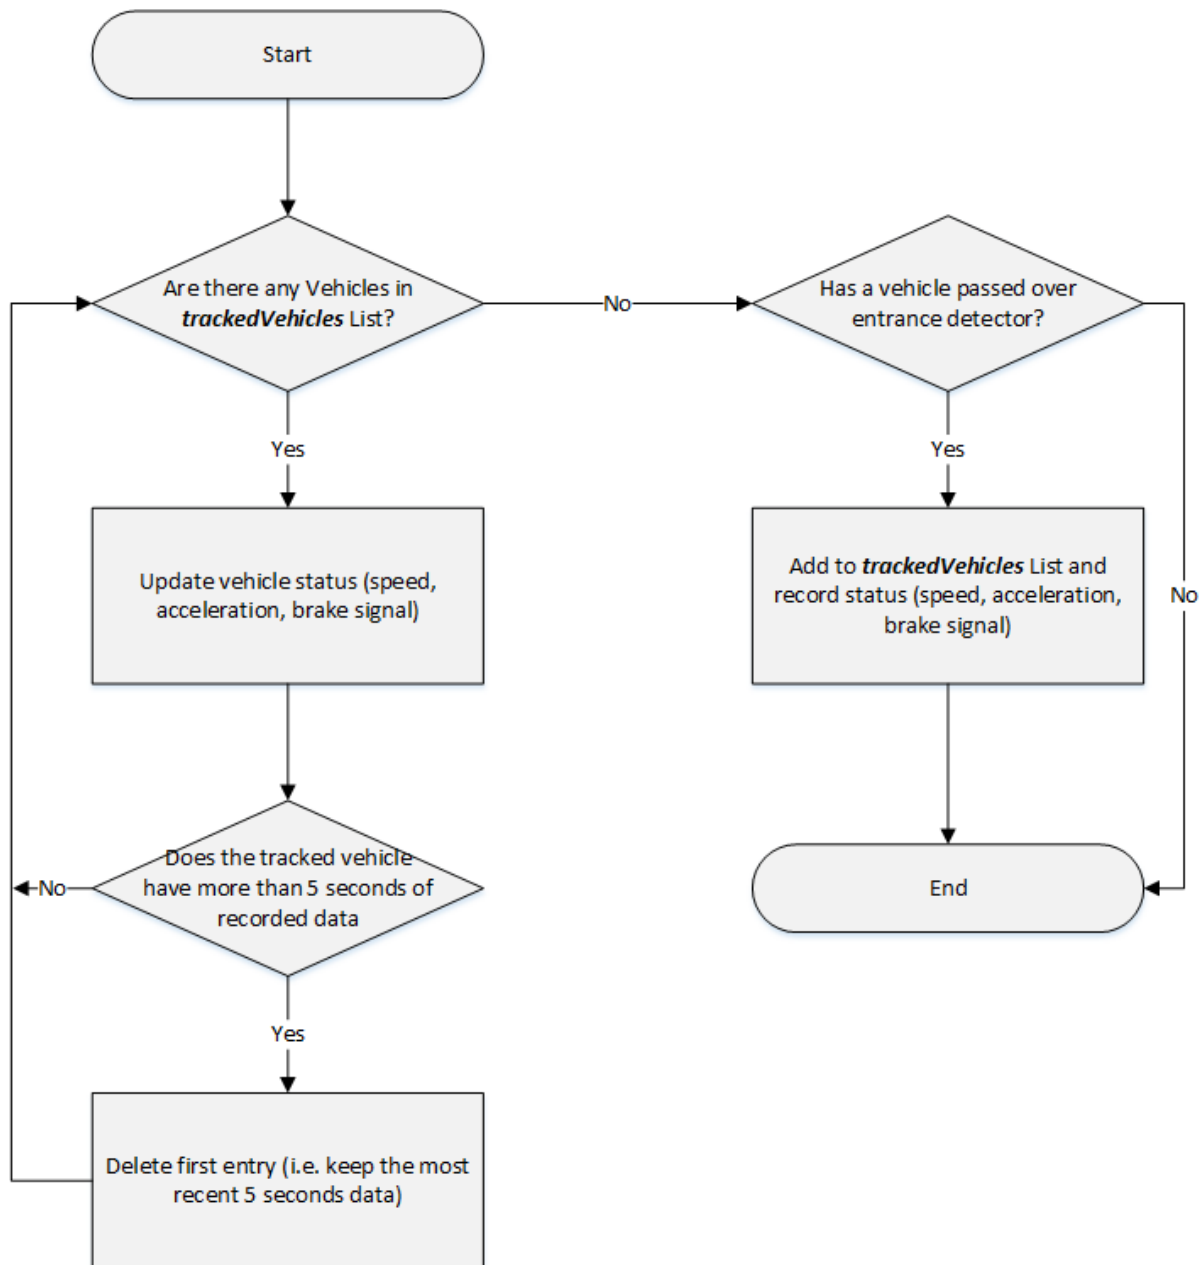 Start
Are there any Vehicles in
trackedVehicles List?
No
Has a vehicle passed over
entrance detector?
Yes
Yes
Update vehicle status (speed,
acceleration, brake signal)
Add to trackedVehicles List and
record status (speed, acceleration,
brake signal)
No
Does the tracked vehicle
have more than 5 seconds of
recorded data
No
End
Yes
Delete first entry (i.e. keep the most
recent 5 seconds data)